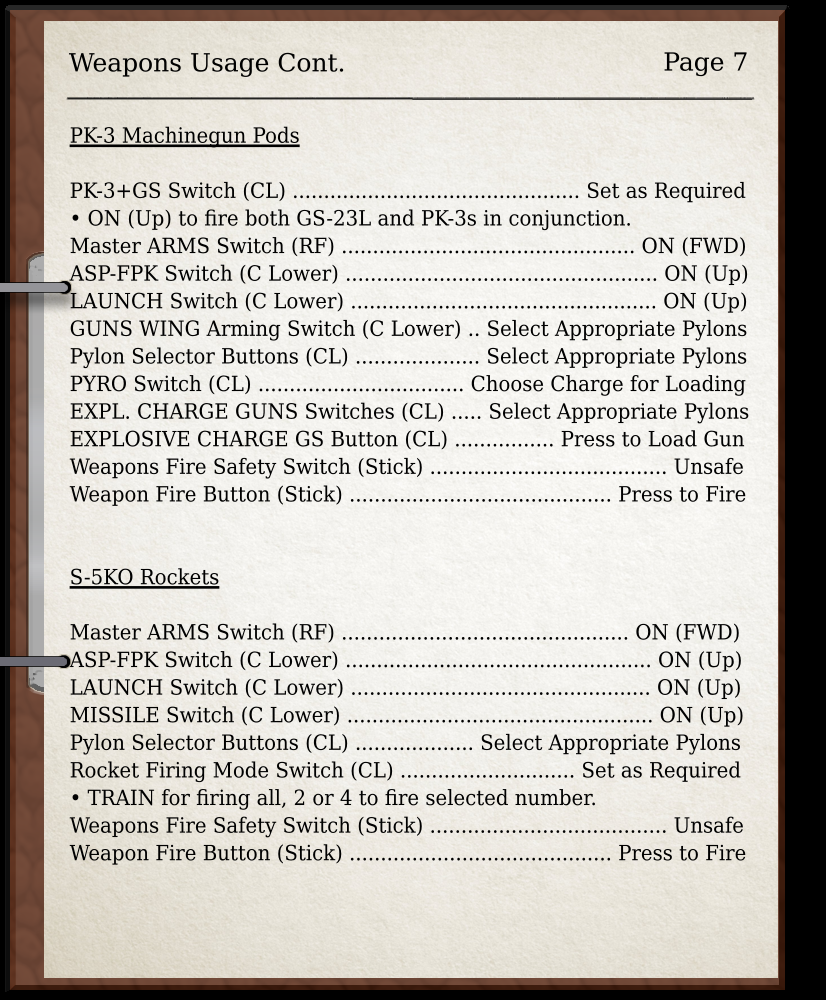 Weapons Usage Cont. Page 7
PK-3 Machinegun Pods
PK-3+GS Switch (CL) .............................................. Set as Required
• ON (Up) to fire both GS-23L and PK-3s in conjunction.
Master ARMS Switch (RF) ............................................... ON (FWD)
ASP-FPK Switch (C Lower) .................................................. ON (Up)
LAUNCH Switch (C Lower) ................................................. ON (Up)
GUNS WING Arming Switch (C Lower) .. Select Appropriate Pylons
Pylon Selector Buttons (CL) .................... Select Appropriate Pylons
PYRO Switch (CL) ................................. Choose Charge for Loading
EXPL. CHARGE GUNS Switches (CL) ..... Select Appropriate Pylons
EXPLOSIVE CHARGE GS Button (CL) ................ Press to Load Gun
Weapons Fire Safety Switch (Stick) ...................................... Unsafe
Weapon Fire Button (Stick) .......................................... Press to Fire
S-5KO Rockets
Master ARMS Switch (RF) .............................................. ON (FWD)
ASP-FPK Switch (C Lower) ................................................. ON (Up)
LAUNCH Switch (C Lower) ................................................ ON (Up)
MISSILE Switch (C Lower) ................................................. ON (Up)
Pylon Selector Buttons (CL) ................... Select Appropriate Pylons
Rocket Firing Mode Switch (CL) ............................ Set as Required
• TRAIN for firing all, 2 or 4 to fire selected number.
Weapons Fire Safety Switch (Stick) ...................................... Unsafe
Weapon Fire Button (Stick) .......................................... Press to Fire